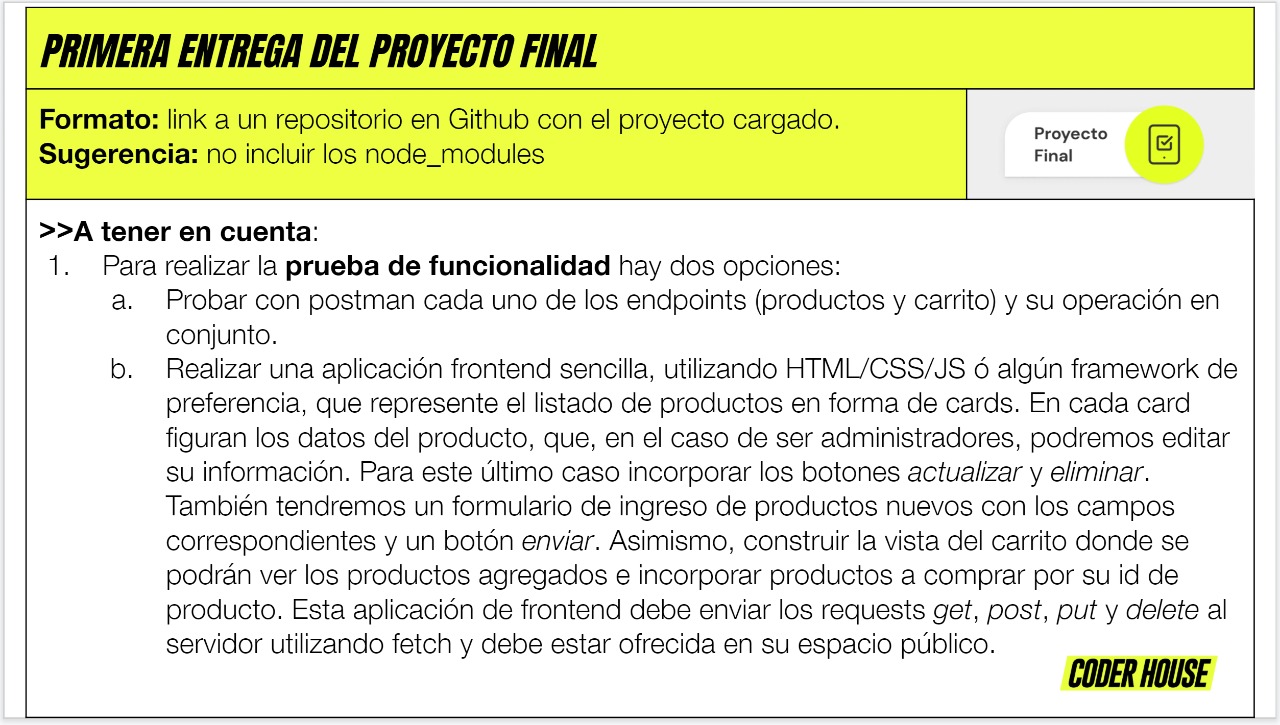 PRIMERA ENTREGA DEL PROYECTO FINAL
Formato: link a un repositorio en Github con el proyecto cargado.
Sugerencia: no incluir los node_modules
Proyecto
Final
>>A tener en cuenta:
1. Para realizar la prueba de funcionalidad hay dos opciones:
a. Probar con postman cada uno de los endpoints (productos y carrito) y su operación en
conjunto.
b. Realizar una aplicación frontend sencilla, utilizando HTML/CSS/JS ó algún framework de
preferencia, que represente el listado de productos en forma de cards. En cada card
figuran los datos del producto, que, en el caso de ser administradores, podremos editar
su información. Para este último caso incorporar los botones actualizar y eliminar.
También tendremos un formulario de ingreso de productos nuevos con los campos
correspondientes y un botón enviar. Asimismo, construir la vista del carrito donde se
podrán ver los productos agregados e incorporar productos a comprar por su id de
producto. Esta aplicación de frontend debe enviar los requests get, post, put y delete al
servidor utilizando fetch y debe estar ofrecida en su espacio público.
CODER HOUSE